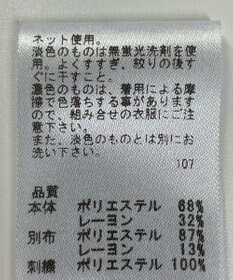 ネット使用。
淡色のものは無蛍光洗剤を使
用。よくすすぎ、絞りの後す
ぐに干すこと。
濃色のものは、着用による摩
擦で色落ちする事があります
ので、組み合せの衣服にご注
意下さい。
また、淡色のものとは別にお
洗い下さい。
107
品質
本体 ポリエステル 68%
レーヨン 32%
別布 ポリエステル 87%
レーヨン 13%
刺繍 ポリエステル 100%